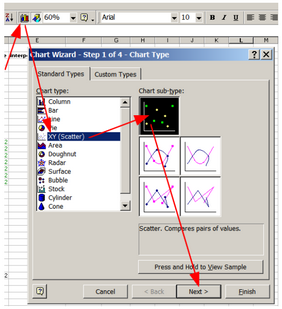 60% Arial 10 B I U
E F G H I J K L M
Interp
Chart Wizard - Step 1 of 4 - Chart Type
Standard Types Custom Types
Chart type: Chart sub-type:
Column
Bar
Line
Pie
XY (Scatter)
Area
Doughnut
Radar
Surface
Bubble
Stock
Cylinder
Cone
Scatter. Compares pairs of values.
Press and Hold to View Sample
Cancel < Back Next > Finish